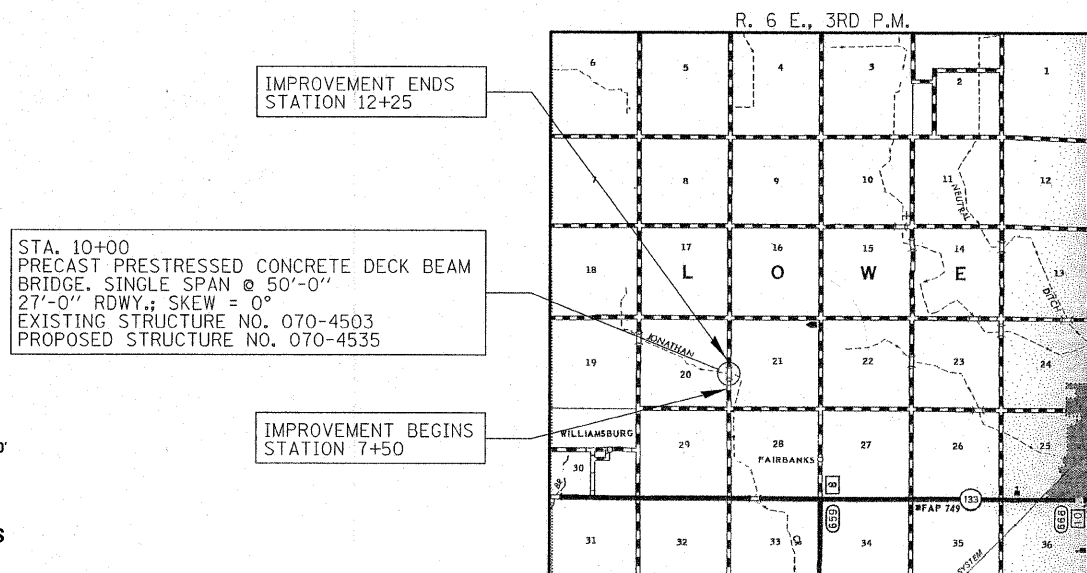 R. 6 E., 3RD P.M.
IMPROVEMENT ENDS
STATION 12+25
STA. 10+00
PRECAST PRESTRESSED CONCRETE DECK BEAM
BRIDGE. SINGLE SPAN @ 50'-0''
27'-0'' RDWY.; SKEW = 0°
EXISTING STRUCTURE NO. 070-4503
PROPOSED STRUCTURE NO. 070-4535
IMPROVEMENT BEGINS
STATION 7+50
6 5 4 3 2 1
7 8 9 10 11 12
NEUTRAL
18 17 16 15 14 13
L O W E
DITCH
JONATHAN
19 20 21 22 23 24
WILLIAMSBURG
29 28 27 26 25
FAIRBANKS
30
8
133
659
FAP 749
668
10
31 32 33 34 35 36
CR
SYSTEM
BR
0'
S